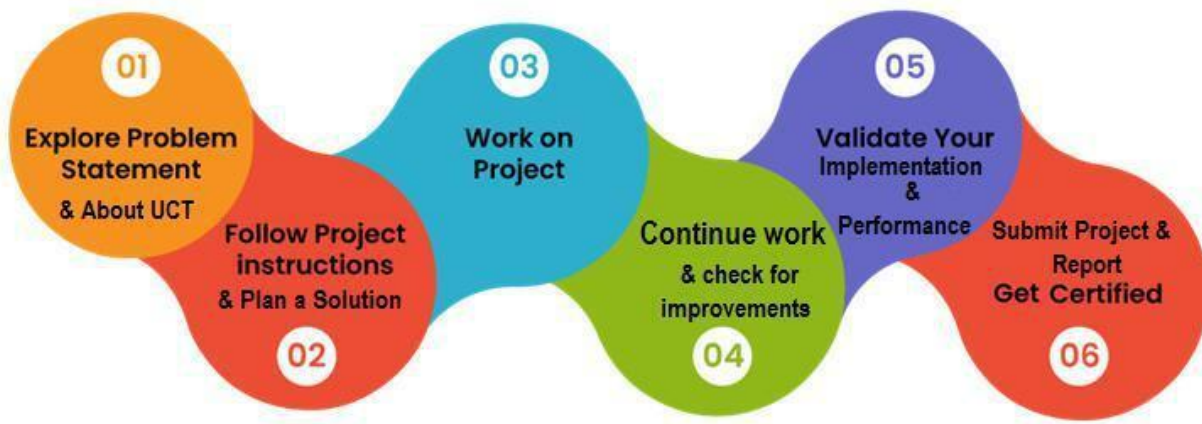 01
Explore Problem
Statement
& About UCT
Follow Project
instructions
& Plan a Solution
02
03
Work on
Project
Continue work
& check for
improvements
04
05
Validate Your
Implementation
&
Performance
Submit Project &
Report
Get Certified
06